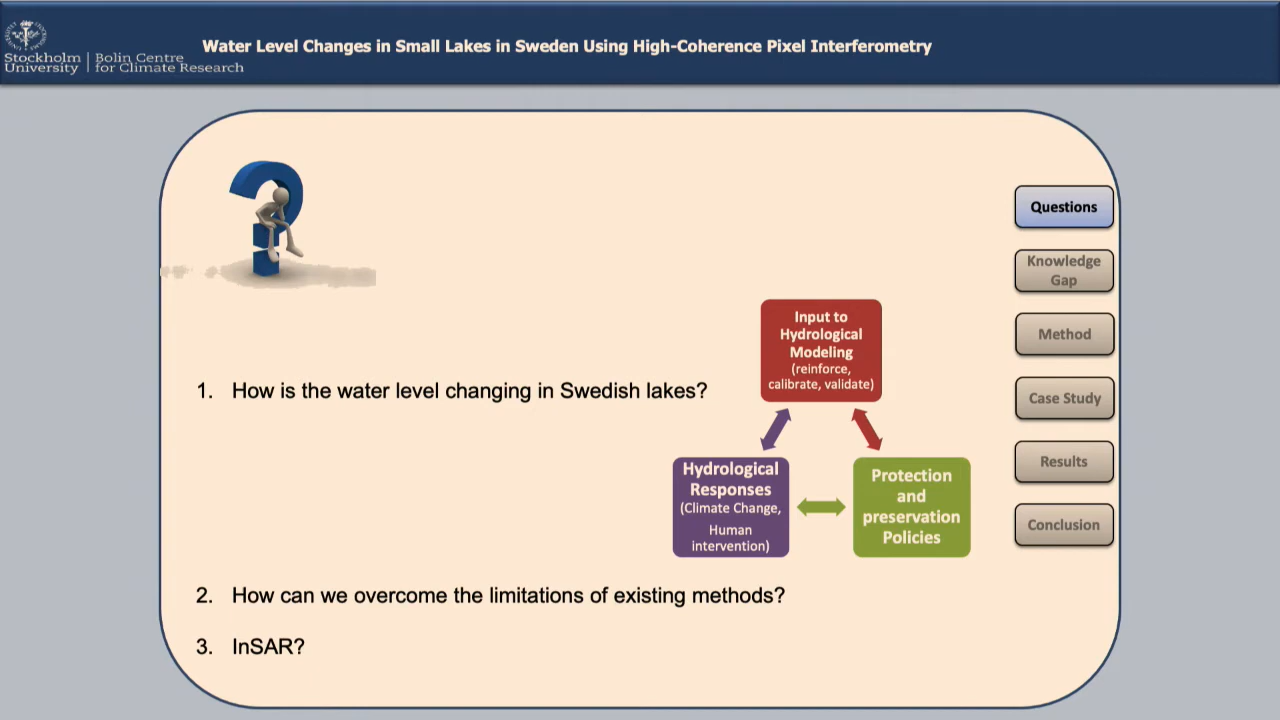 Stockholm
University
Bolin Centre
for Climate Research
Water Level Changes in Small Lakes in Sweden Using High-Coherence Pixel Interferometry
Questions
Knowledge
Gap
Method
Case Study
Results
Conclusion
1. How is the water level changing in Swedish lakes?
Input to
Hydrological
Modeling
(reinforce,
calibrate, validate)
Hydrological
Responses
(Climate Change,
Human
intervention)
Protection
and
preservation
Policies
2. How can we overcome the limitations of existing methods?
3. InSAR?